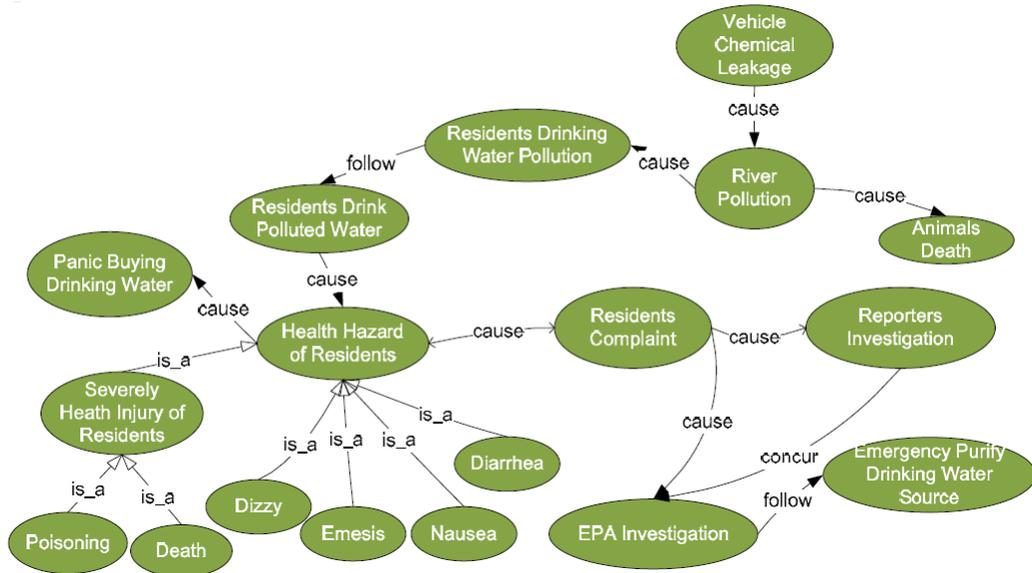 Vehicle
Chemical
Leakage
cause
Residents Drinking
Water Pollution
cause
River
Pollution
follow
cause
Residents Drink
Polluted Water
Animals
Death
Panic Buying
Drinking Water
cause
cause
Health Hazard
of Residents
cause
Residents
Complaint
cause
Reporters
Investigation
is_a
Severely
Heath Injury of
Residents
is_a
is_a
is_a
is_a
cause
Diarrhea
concur
Emergency Purify
Drinking Water
Source
is_a
is_a
Dizzy
follow
Poisoning
Death
Emesis
Nausea
EPA Investigation